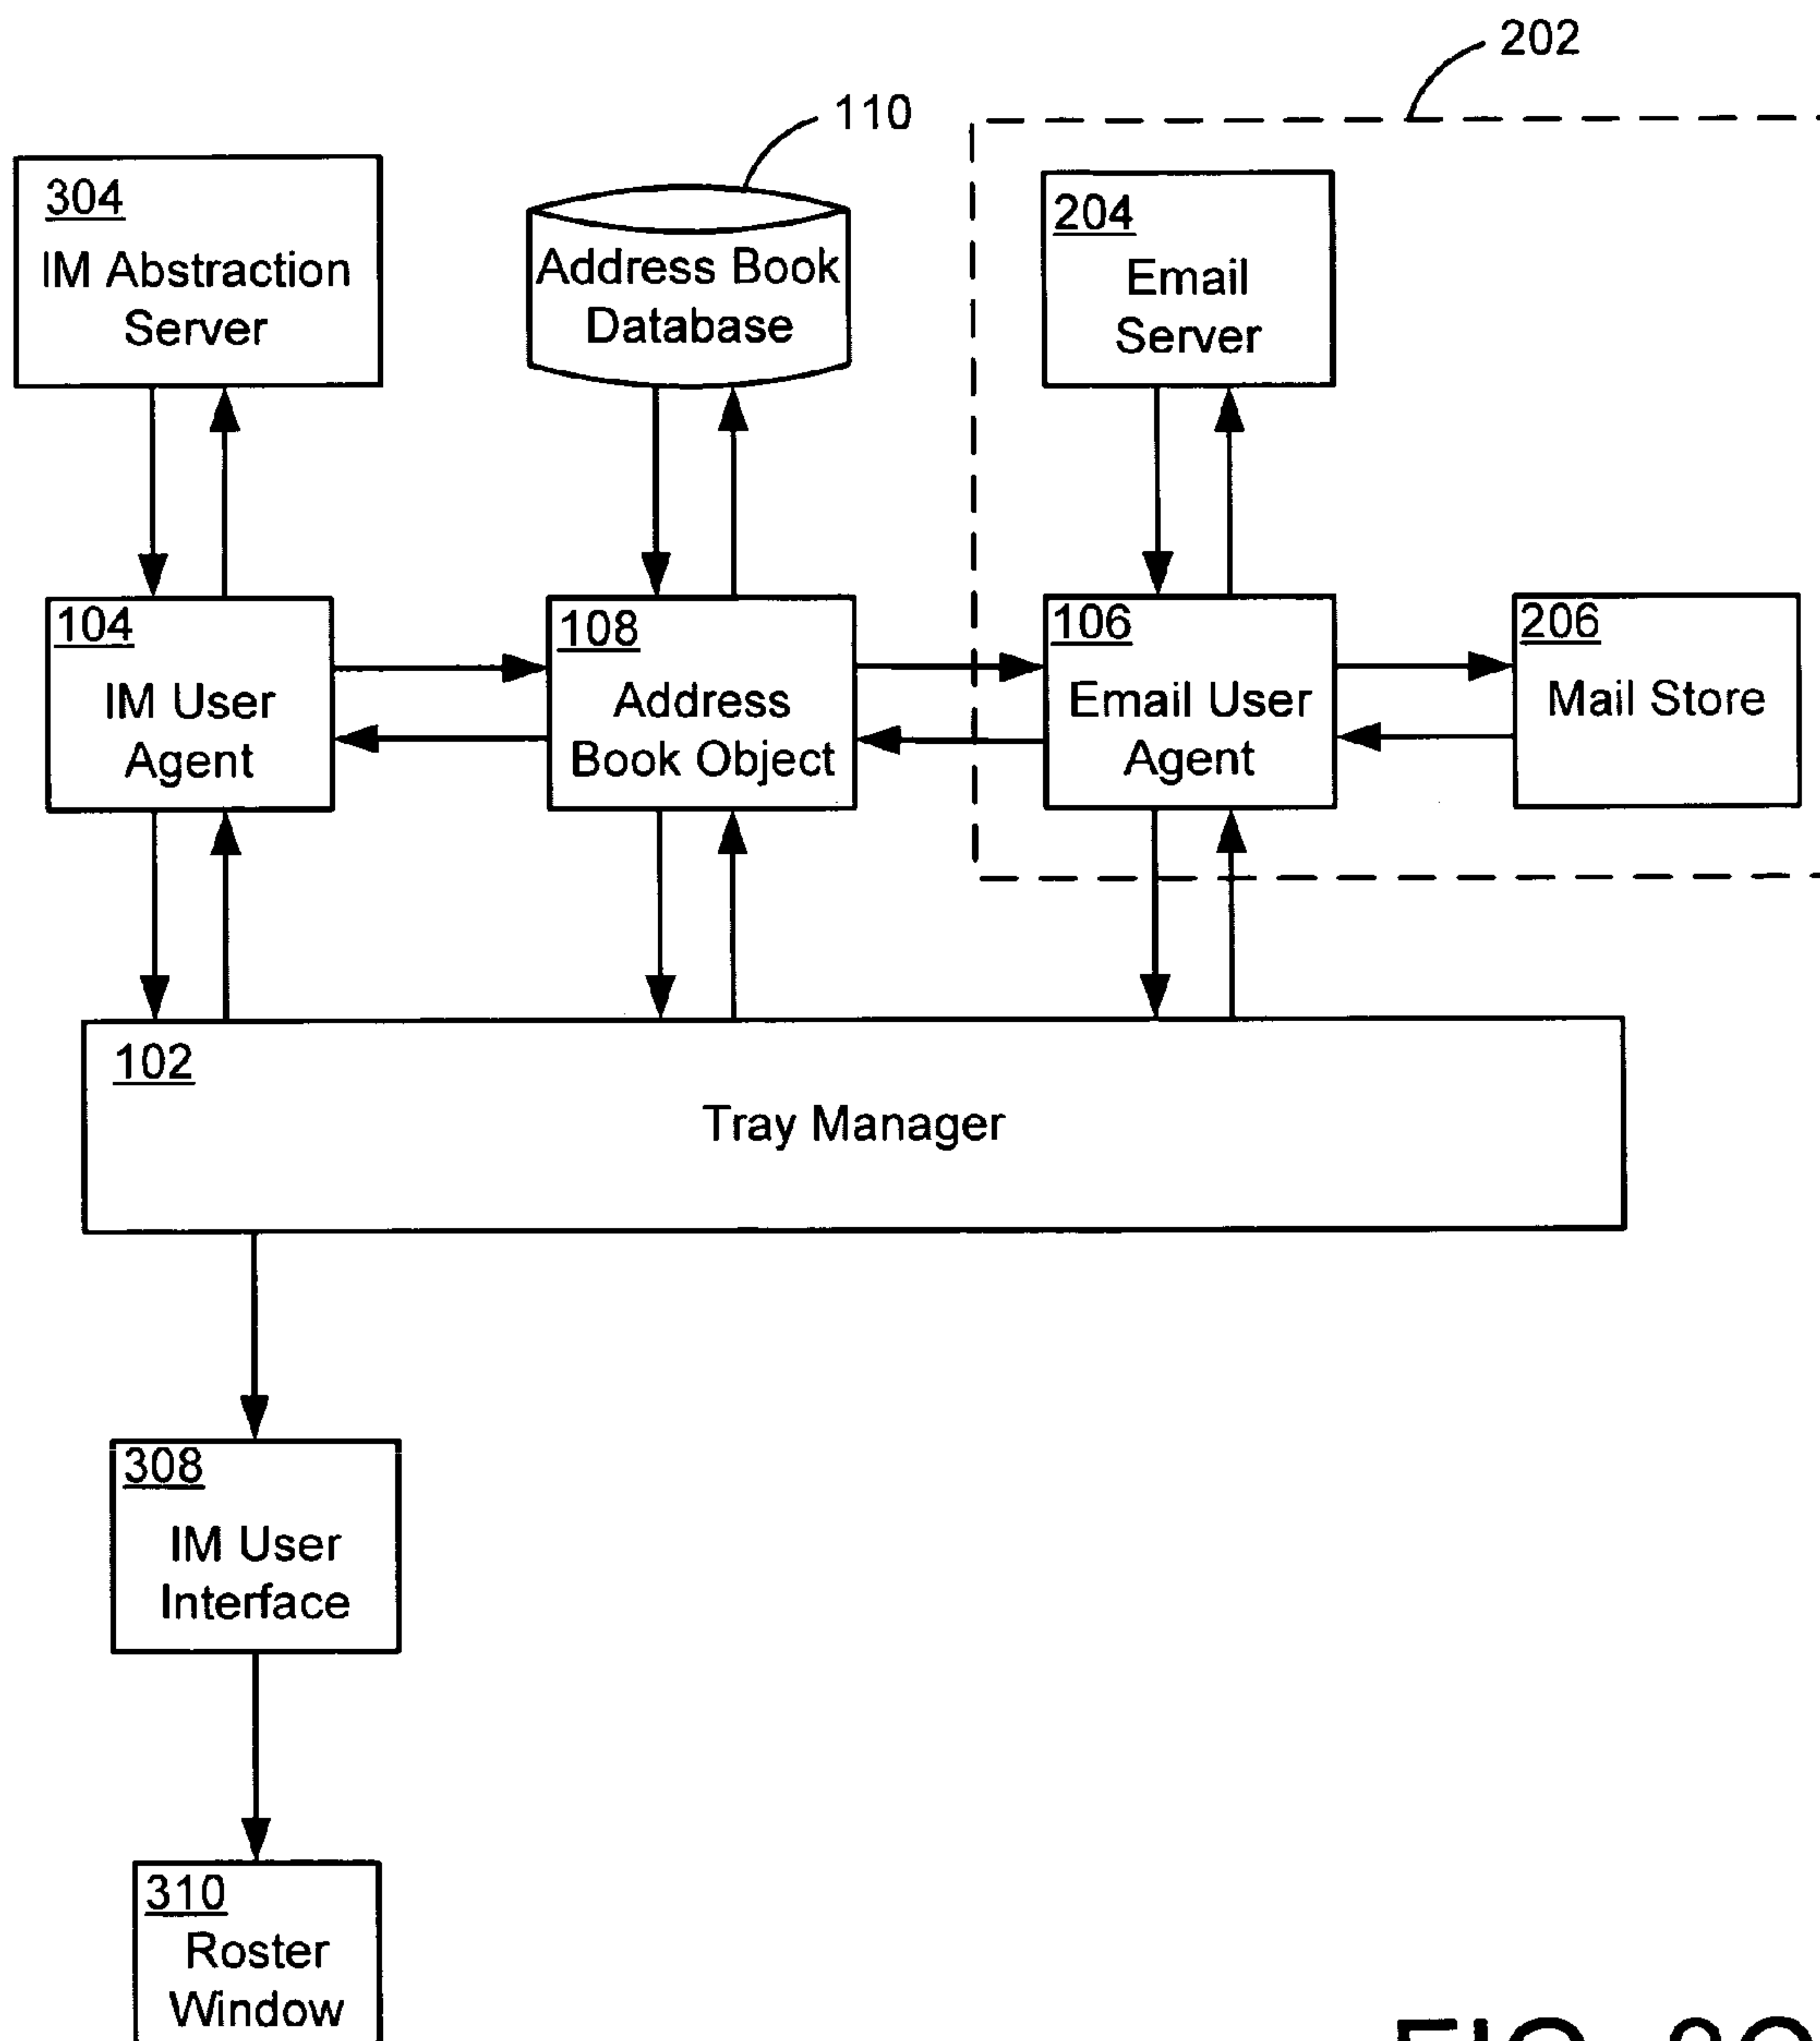 202
110
304
IM Abstraction
Server
Address Book
Database
204
Email
Server
104
IM User
Agent
108
Address
Book Object
106
Email User
Agent
206
Mail Store
102
Tray Manager
308
IM User
Interface
310
Roster
Window
FIG.